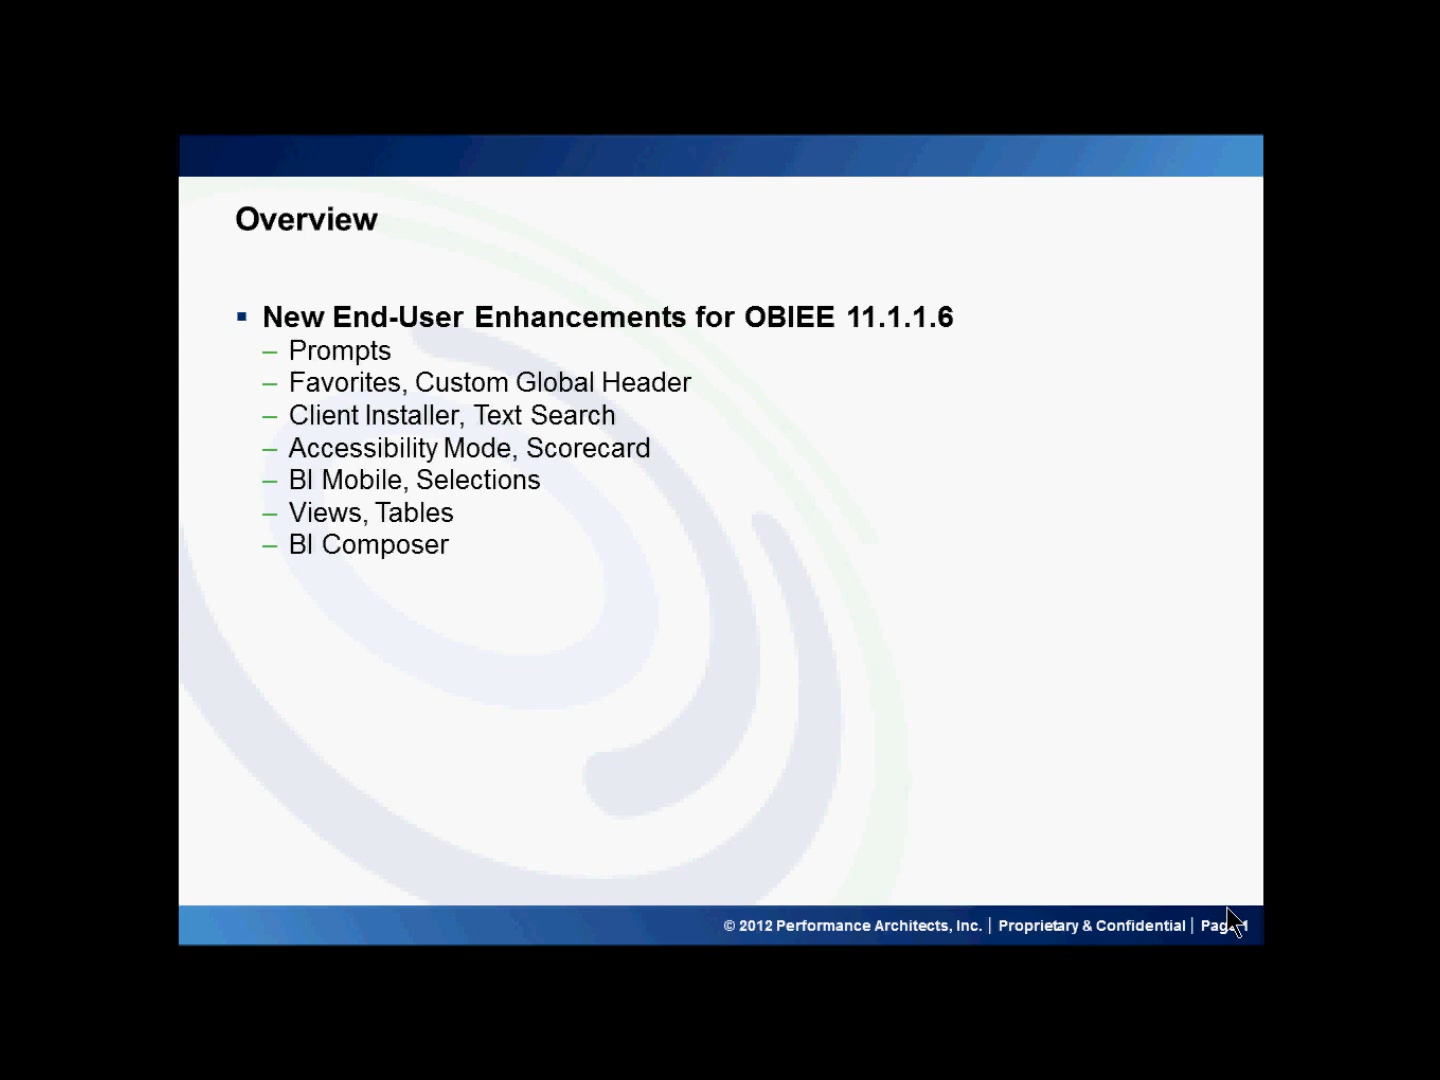 Overview
▪ New End-User Enhancements for OBIEE 11.1.1.6
– Prompts
– Favorites, Custom Global Header
– Client Installer, Text Search
– Accessibility Mode, Scorecard
– BI Mobile, Selections
– Views, Tables
– BI Composer
© 2012 Performance Architects, Inc. | Proprietary & Confidential |